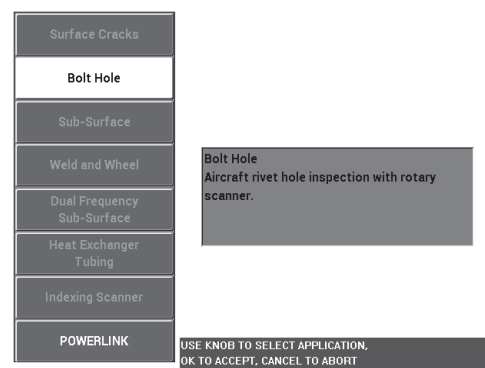 Surface Cracks
Bolt Hole
Sub-Surface
Weld and Wheel
Dual Frequency
Sub-Surface
Heat Exchanger
Tubing
Indexing Scanner
POWERLINK
Bolt Hole
Aircraft rivet hole inspection with rotary
scanner.
USE KNOB TO SELECT APPLICATION,
OK TO ACCEPT, CANCEL TO ABORT